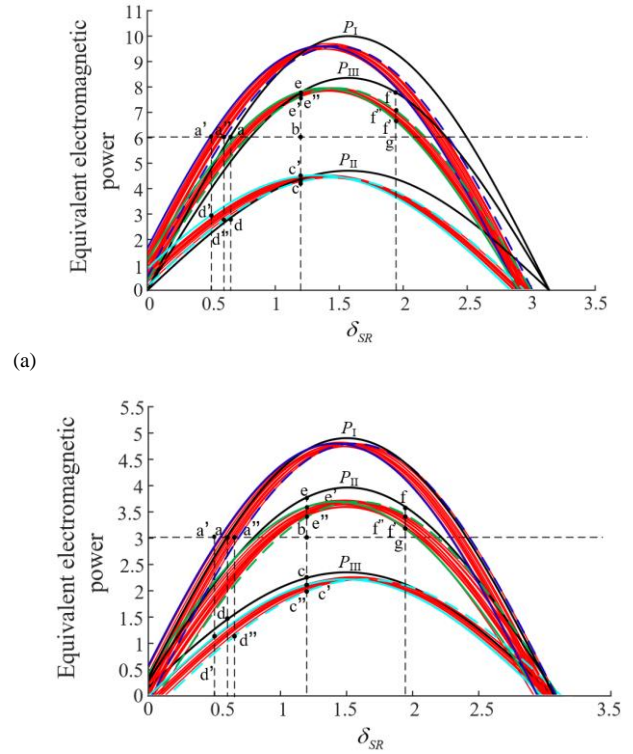 11
10
9
8
7
6
5
4
3
2
1
0
Equivalent electromagnetic
power
P_I
P_III
P_II
a' a'' a
e
e' e''
b
c'
c
d'
d'' d
f
f''
f'
g
0 0.5 1 1.5 2 2.5 3 3.5
δ_SR
(a)
5.5
5
4.5
4
3.5
3
2.5
2
1.5
1
0.5
0
Equivalent electromagnetic
power
P_I
P_II
P_III
a' a a''
e
e'
e''
b
c
c'' c'
d
d' d''
f
f'' f'
g
0 0.5 1 1.5 2 2.5 3 3.5
δ_SR